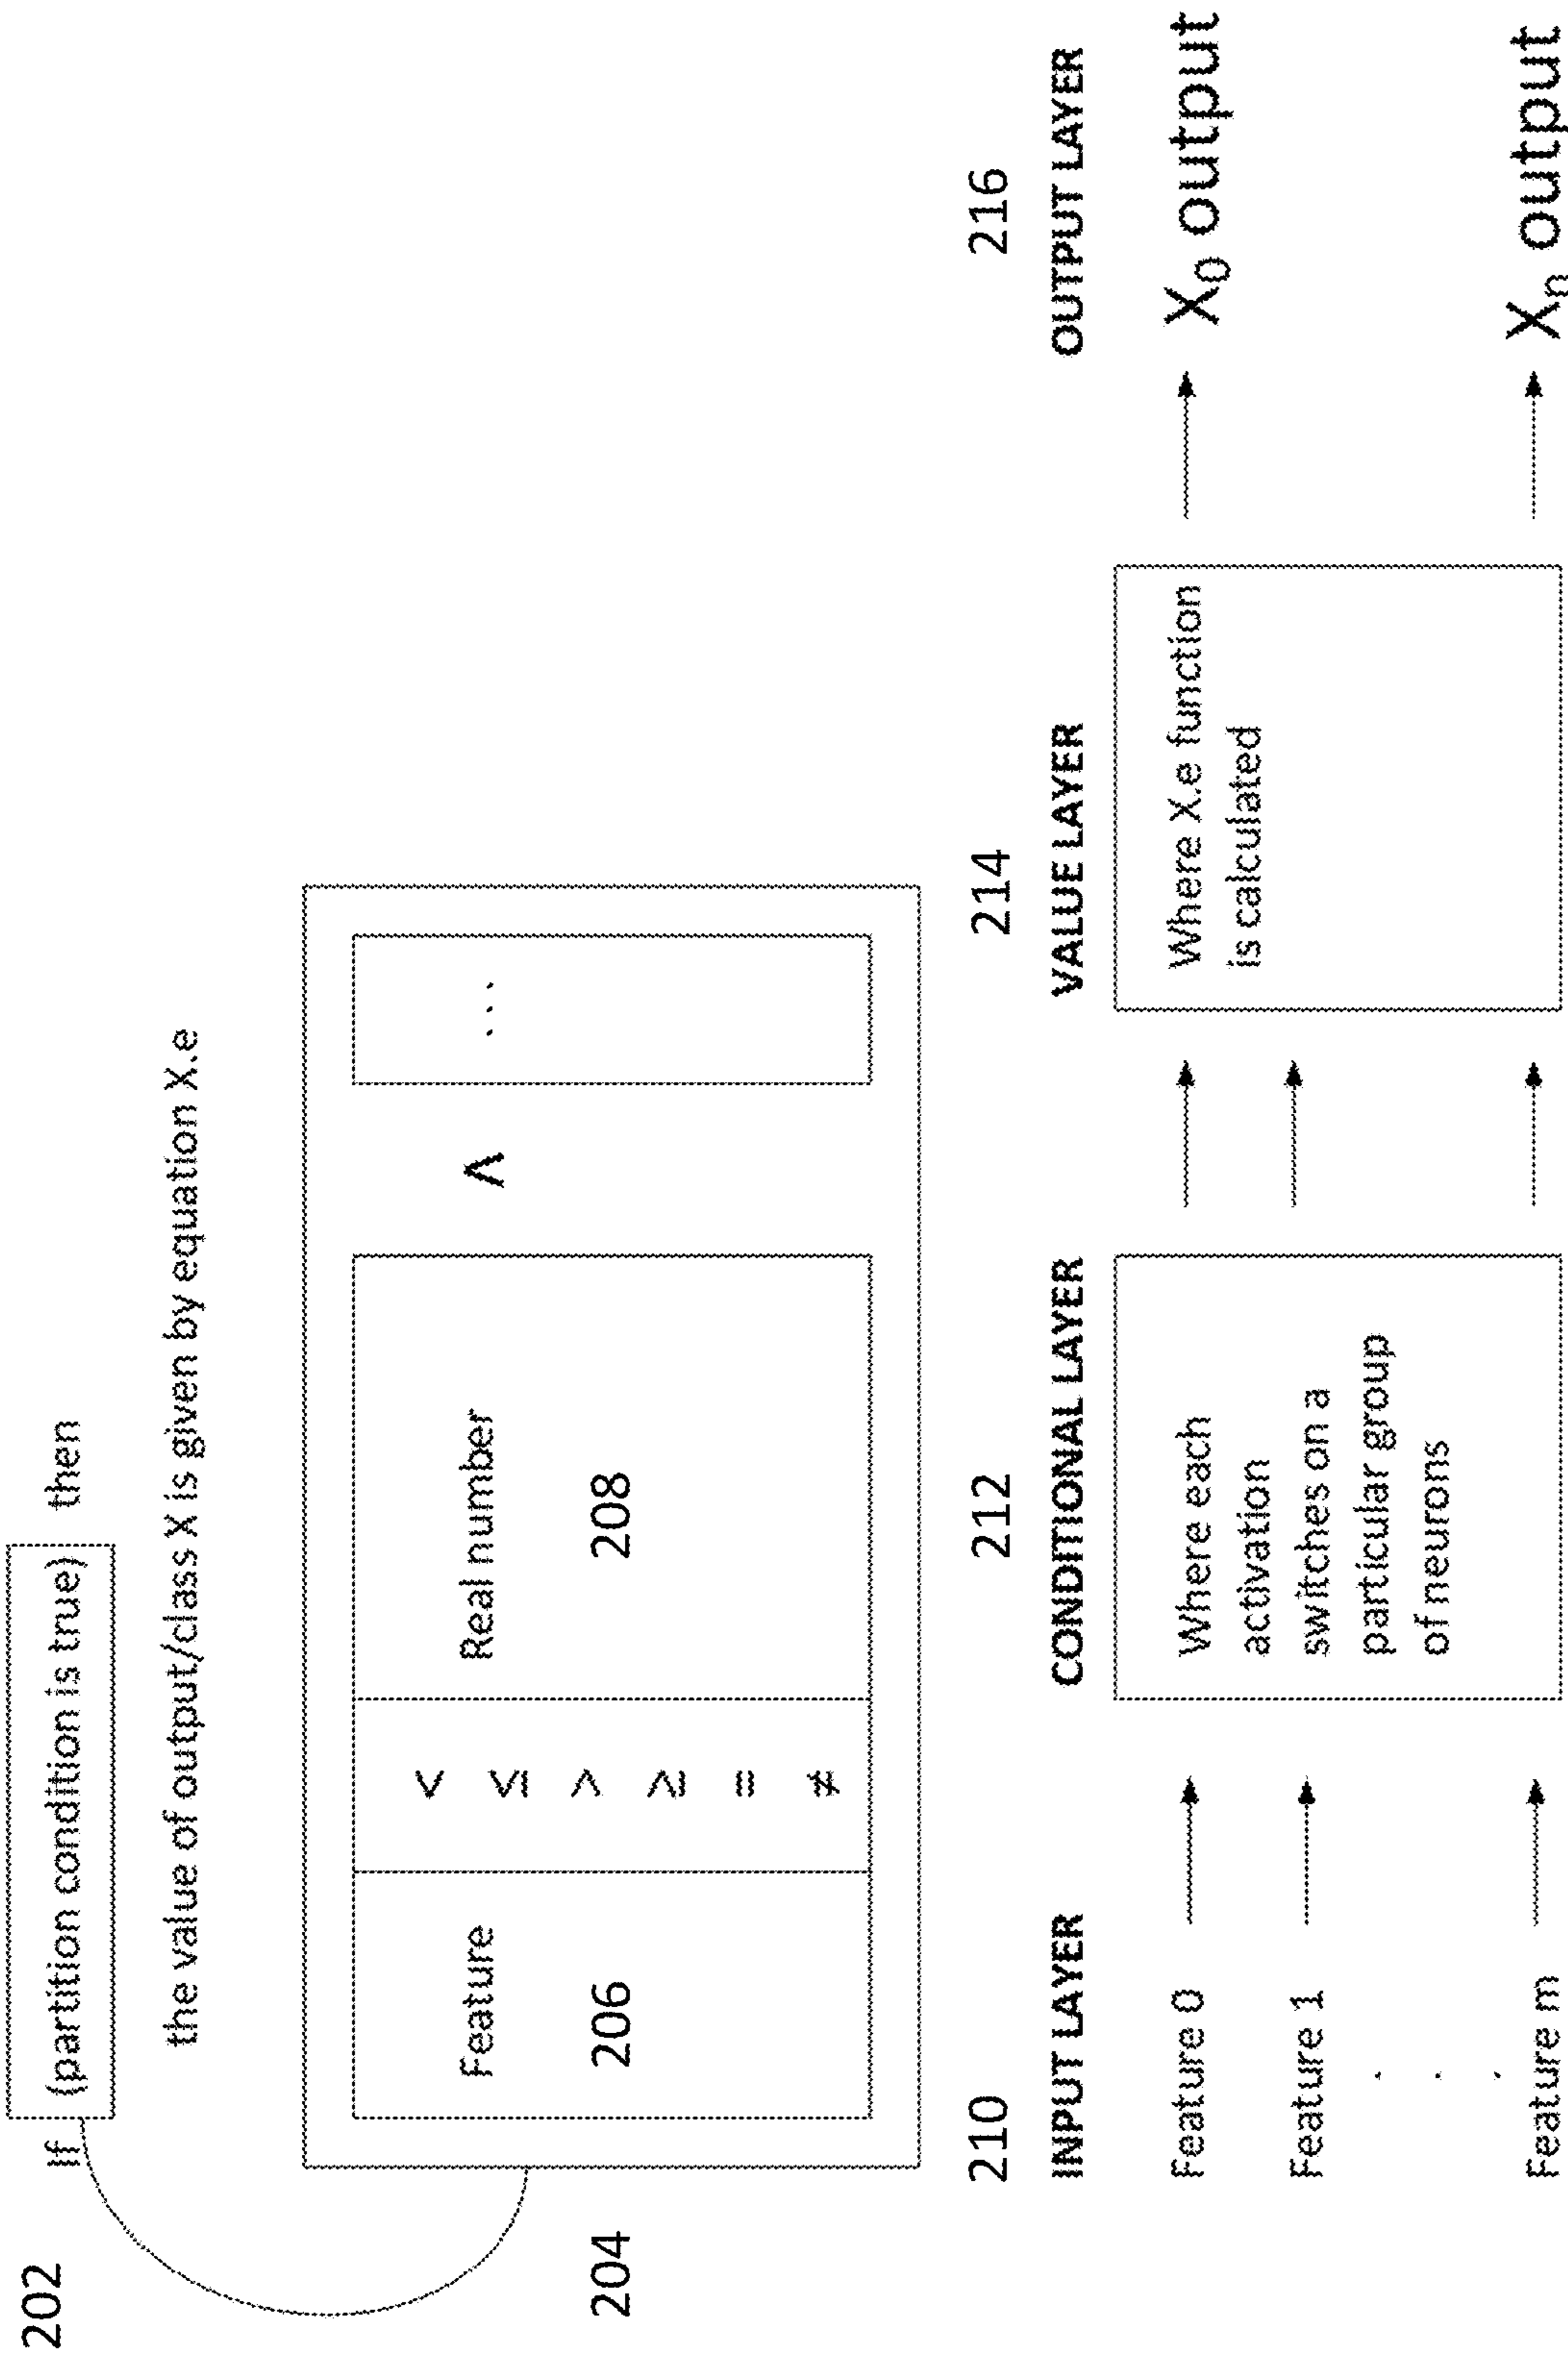 202
If (partition condition is true) then
the value of output/class X is given by equation X.e
204
Feature
206
<
≤
>
≥
=
≠
Real number
208
∧
...
210
INPUT LAYER
Feature 0
Feature 1
.
.
.
Feature m
212
CONDITIONAL LAYER
Where each
activation
switches on a
particular group
of neurons
214
VALUE LAYER
Where X.e function
is calculated
216
OUTPUT LAYER
X₀ output
Xₙ output